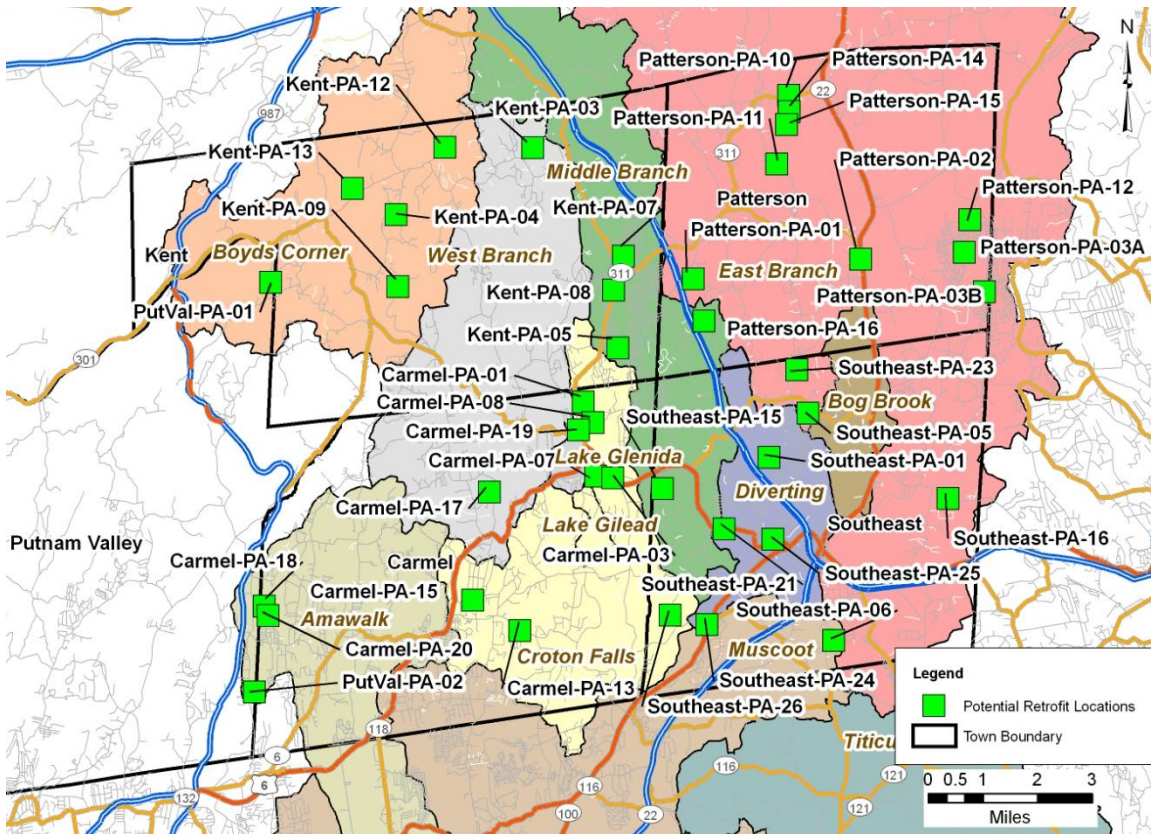 N
Patterson-PA-10
Patterson-PA-14
Kent-PA-12
22
Kent-PA-03
Patterson-PA-15
987
Patterson-PA-11
311
Patterson-PA-02
Kent-PA-13
Middle Branch
Patterson-PA-12
Patterson
Kent-PA-09
Kent-PA-04
Kent-PA-07
Patterson-PA-01
Patterson-PA-03A
Kent
Boyds Corner
West Branch
311
East Branch
Kent-PA-08
Patterson-PA-03B
PutVal-PA-01
Patterson-PA-16
Kent-PA-05
301
Carmel-PA-01
Southeast-PA-23
Bog Brook
Carmel-PA-08
Southeast-PA-15
Carmel-PA-19
Southeast-PA-05
Lake Glenida
Carmel-PA-07
Southeast-PA-01
Diverting
Carmel-PA-17
Lake Gilead
Southeast
Putnam Valley
Southeast-PA-16
Carmel-PA-18
Carmel
Carmel-PA-03
Southeast-PA-25
Carmel-PA-15
Southeast-PA-21
Amawalk
Southeast-PA-06
Carmel-PA-20
Muscoot
Croton Falls
PutVal-PA-02
Carmel-PA-13
Southeast-PA-24
Southeast-PA-26
Legend
Potential Retrofit Locations
Town Boundary
118
Titicu
6
116
121
6
116
132
100
22
121
0 0.5 1 2 3
Miles